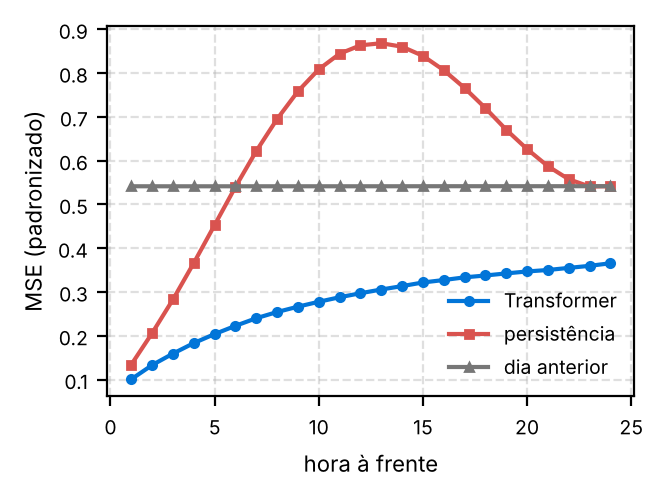 0.9
0.8
0.7
0.6
0.5
0.4
0.3
0.2
0.1
MSE (padronizado)
Transformer
persistência
dia anterior
0 5 10 15 20 25
hora à frente